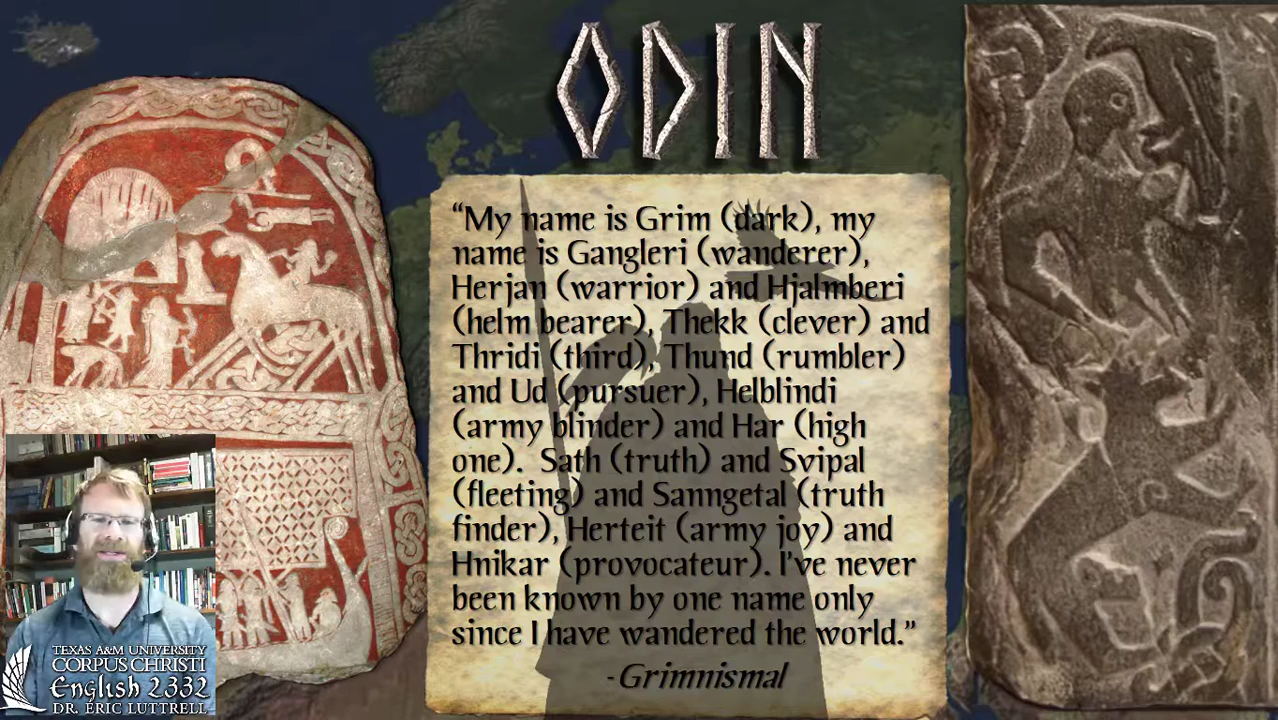 ODIN
“My name is Grim (dark), my
name is Gangleri (wanderer),
Herjan (warrior) and Hjalmberi
(helm bearer), Thekk (clever) and
Thridi (third), Thund (rumbler)
and Ud (pursuer), Helblindi
(army blinder) and Har (high
one).  Sath (truth) and Svipal
(fleeting) and Sanngetal (truth
finder), Herteit (army joy) and
Hnikar (provocateur). I’ve never
been known by one name only
since I have wandered the world.”
-Grimnismal
TEXAS A&M UNIVERSITY
CORPUS CHRISTI
English 2332
DR. ERIC LUTTRELL